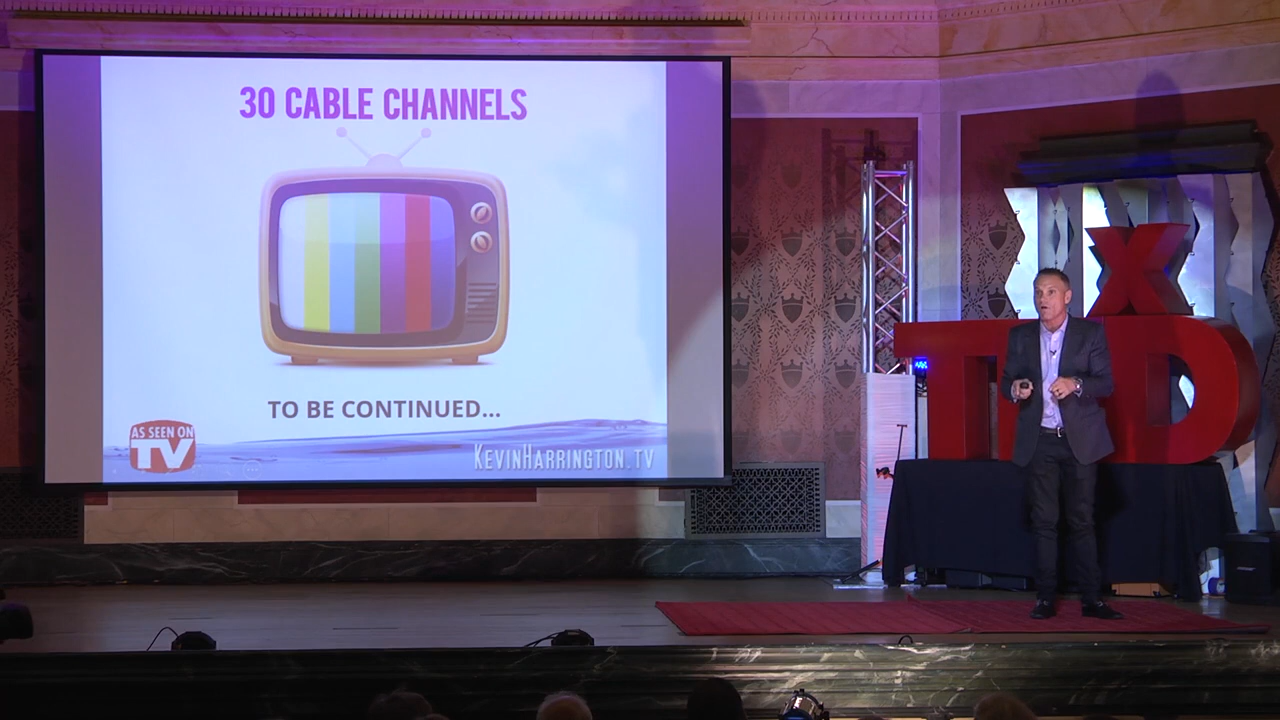 30 CABLE CHANNELS
TO BE CONTINUED...
AS SEEN ON
TV
KEVINHARRINGTON.TV
X
TED